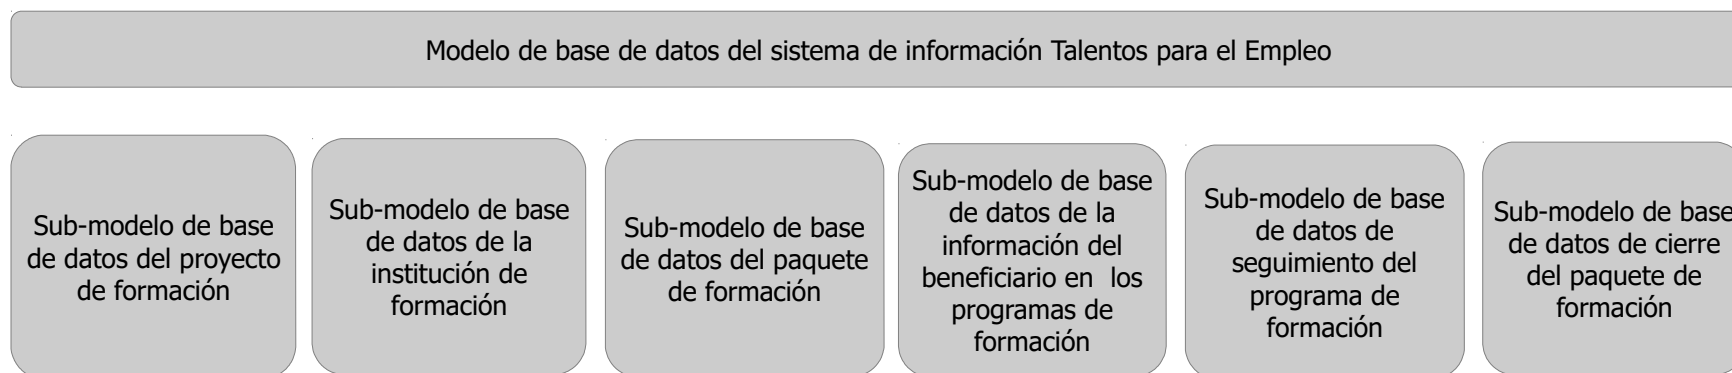 Modelo de base de datos del sistema de información Talentos para el Empleo
Sub-modelo de base
de datos del proyecto
de formación
Sub-modelo de base
de datos de la
institución de
formación
Sub-modelo de base
de datos del paquete
de formación
Sub-modelo de base
de datos de la
información del
beneficiario en los
programas de
formación
Sub-modelo de base
de datos de
seguimiento del
programa de
formación
Sub-modelo de base
de datos de cierre
del paquete de
formación